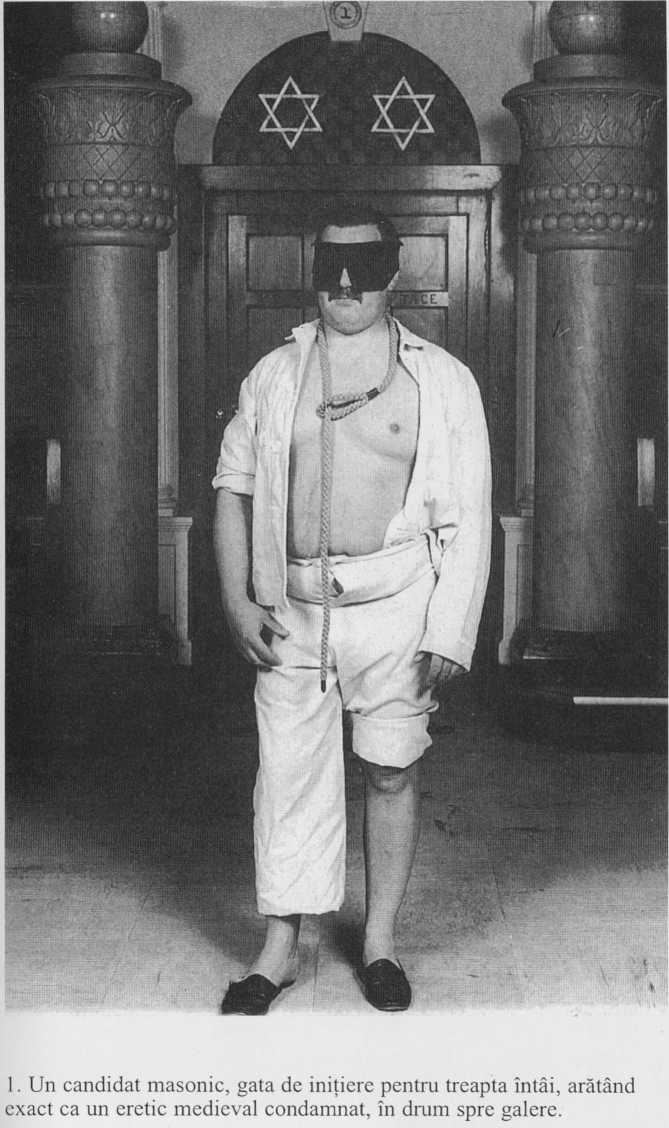 TACE
1. Un candidat masonic, gata de inițiere pentru treapta întâi, arătând
exact ca un eretic medieval condamnat, în drum spre galere.